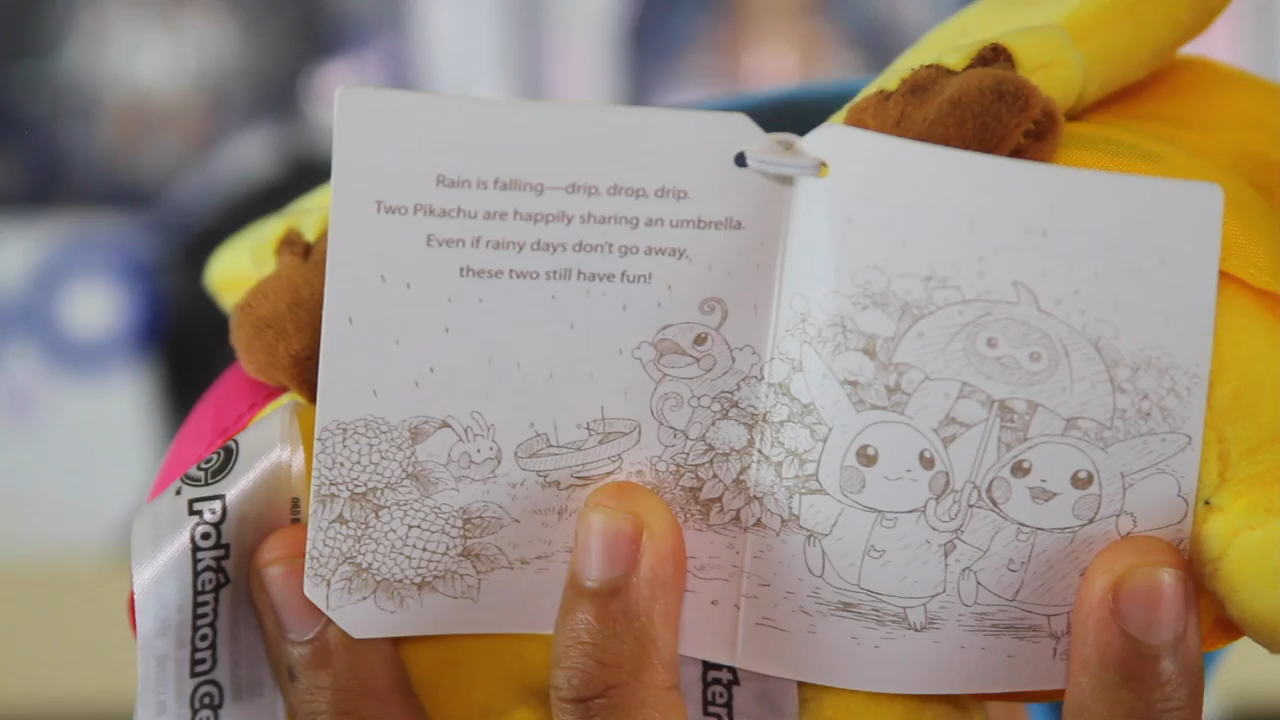 Rain is falling—drip, drop, drip.
Two Pikachu are happily sharing an umbrella.
Even if rainy days don't go away,
these two still have fun!
Pokémon Ce
ter